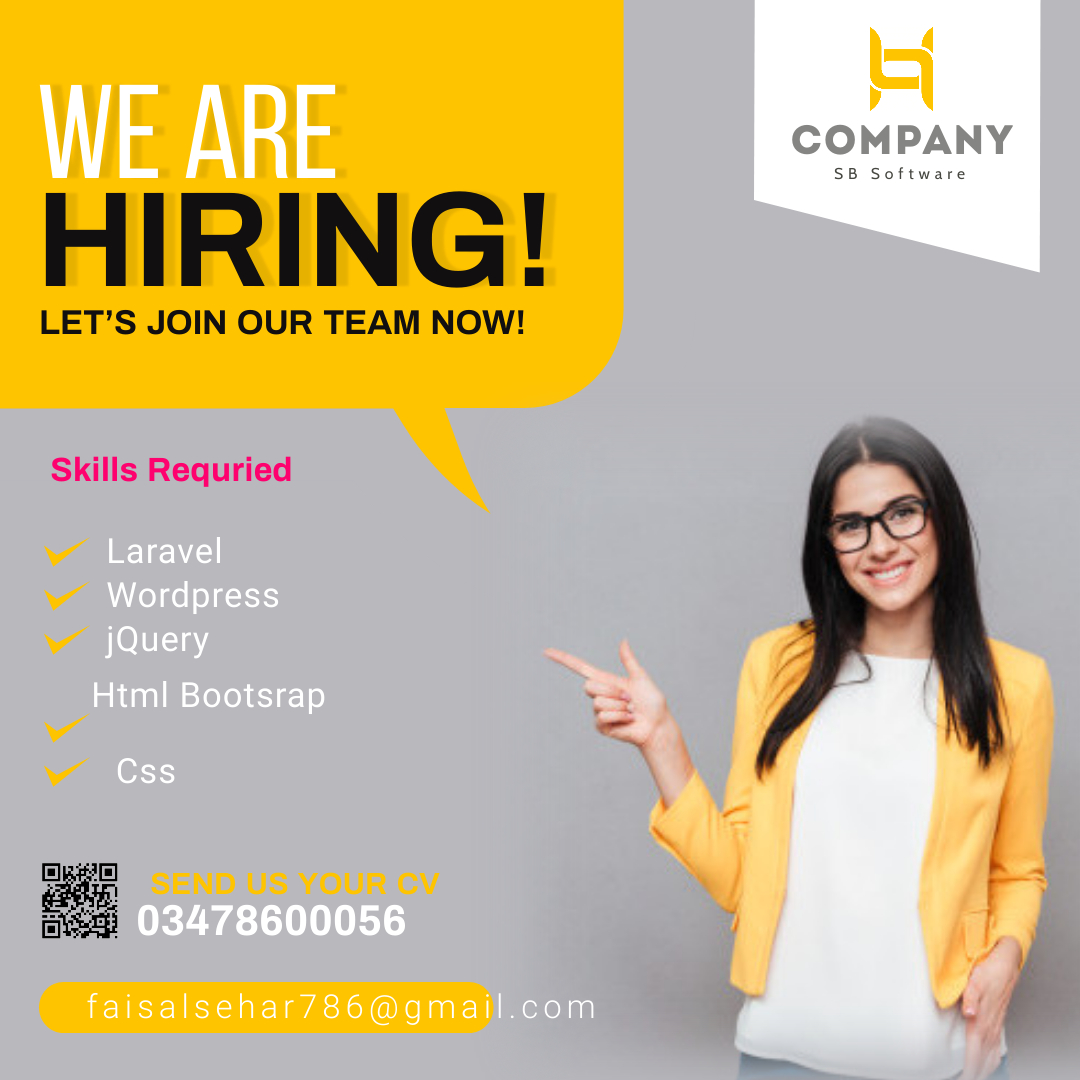 WE ARE
HIRING!
LET'S JOIN OUR TEAM NOW!
COMPANY
SB Software
Skills Requried
Laravel
Wordpress
jQuery
Html Bootsrap
Css
SEND US YOUR CV
03478600056
faisalsehar786@gmail.com